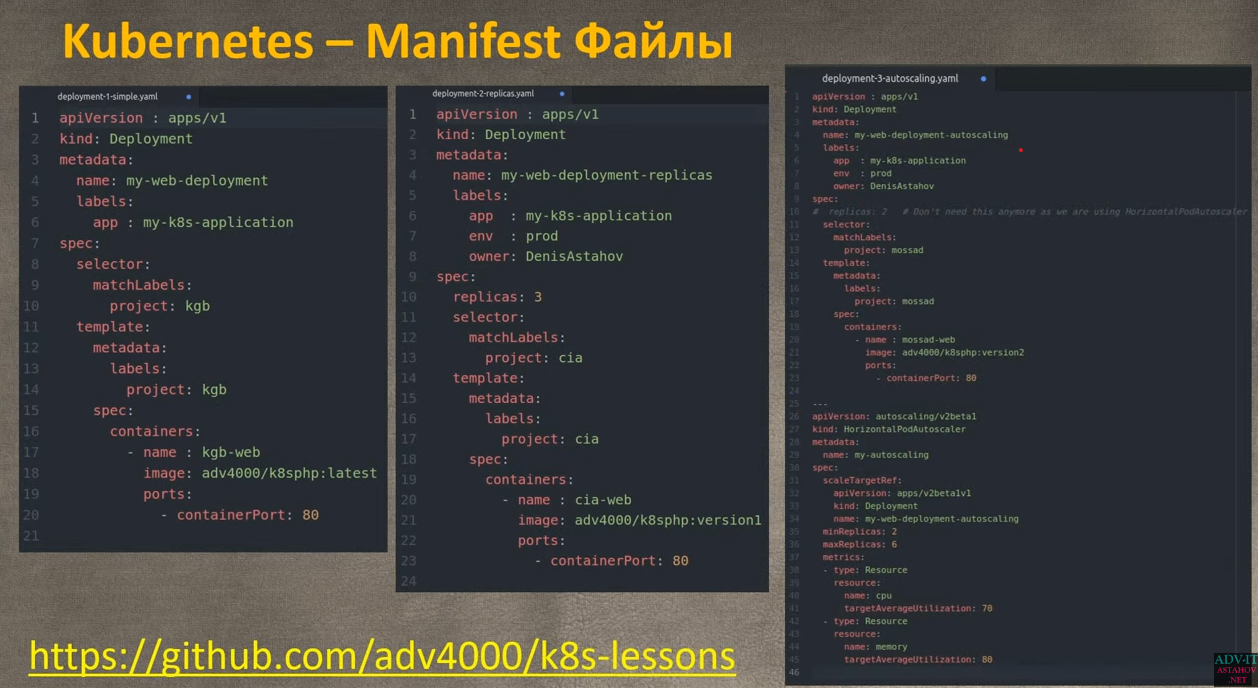 Kubernetes – Manifest Файлы
deployment-1-simple.yaml
1 apiVersion : apps/v1
2 kind: Deployment
3 metadata:
4   name: my-web-deployment
5   labels:
6     app : my-k8s-application
7 spec:
8   selector:
9     matchLabels:
10       project: kgb
11   template:
12     metadata:
13       labels:
14         project: kgb
15     spec:
16       containers:
17         - name : kgb-web
18           image: adv4000/k8sphp:latest
19           ports:
20             - containerPort: 80
21
deployment-2-replicas.yaml
1 apiVersion : apps/v1
2 kind: Deployment
3 metadata:
4   name: my-web-deployment-replicas
5   labels:
6     app  : my-k8s-application
7     env  : prod
8     owner: DenisAstahov
9 spec:
10   replicas: 3
11   selector:
12     matchLabels:
13       project: cia
14   template:
15     metadata:
16       labels:
17         project: cia
18     spec:
19       containers:
20         - name : cia-web
21           image: adv4000/k8sphp:version1
22           ports:
23             - containerPort: 80
24
deployment-3-autoscaling.yaml
1 apiVersion : apps/v1
2 kind: Deployment
3 metadata:
4   name: my-web-deployment-autoscaling
5   labels:
6     app  : my-k8s-application
7     env  : prod
8     owner: DenisAstahov
9 spec:
10 #  replicas: 2   # Don't need this anymore as we are using HorizontalPodAutoscaler
11   selector:
12     matchLabels:
13       project: mossad
14   template:
15     metadata:
16       labels:
17         project: mossad
18     spec:
19       containers:
20         - name : mossad-web
21           image: adv4000/k8sphp:version2
22           ports:
23             - containerPort: 80
24
25 ---
26 apiVersion: autoscaling/v2beta1
27 kind: HorizontalPodAutoscaler
28 metadata:
29   name: my-autoscaling
30 spec:
31   scaleTargetRef:
32     apiVersion: apps/v2beta1v1
33     kind: Deployment
34     name: my-web-deployment-autoscaling
35   minReplicas: 2
36   maxReplicas: 6
37   metrics:
38   - type: Resource
39     resource:
40       name: cpu
41       targetAverageUtilization: 70
42   - type: Resource
43     resource:
44       name: memory
45       targetAverageUtilization: 80
46
https://github.com/adv4000/k8s-lessons
ADV-IT
ASTAHOV
.NET